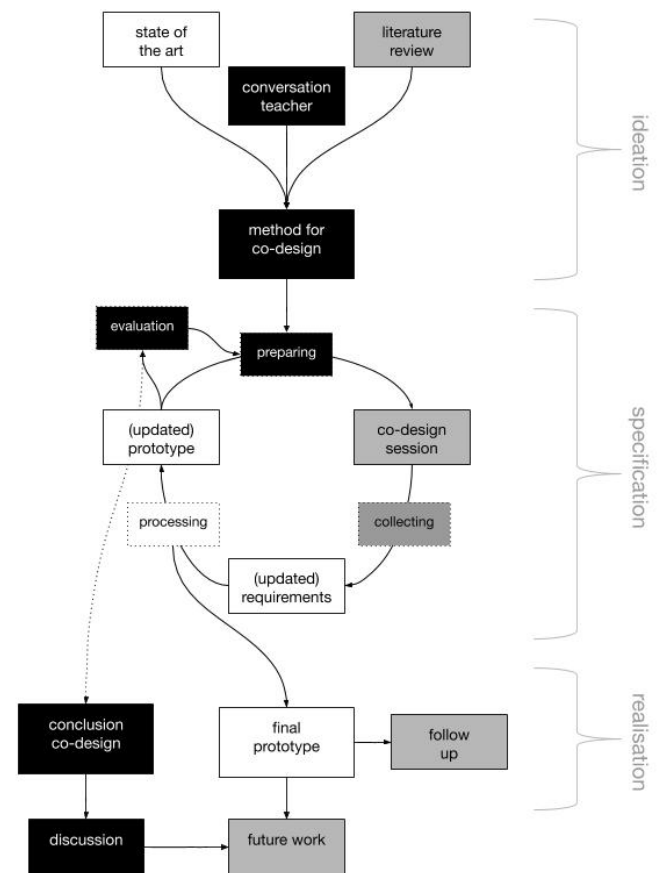 state of
the art
literature
review
conversation
teacher
ideation
method for
co-design
evaluation
preparing
(updated)
prototype
co-design
session
specification
processing
collecting
(updated)
requirements
conclusion
co-design
final
prototype
follow
up
realisation
discussion
future work